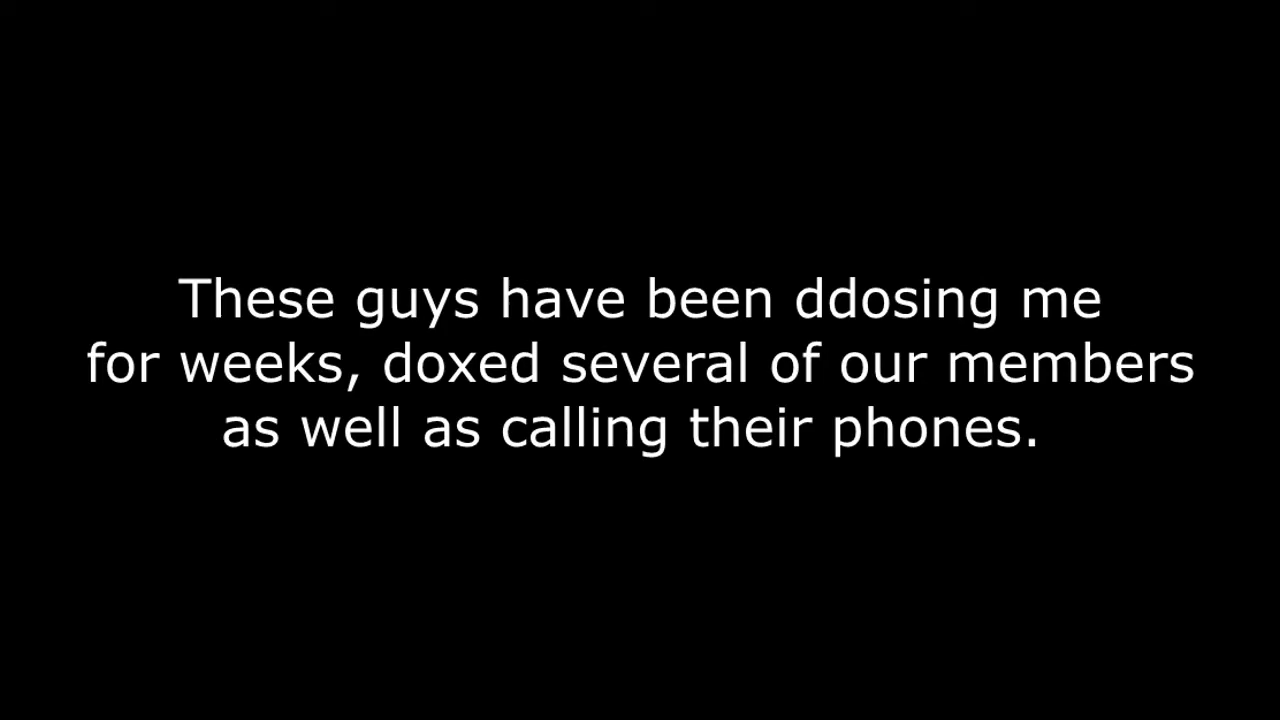 These guys have been ddosing me
for weeks, doxed several of our members
as well as calling their phones.